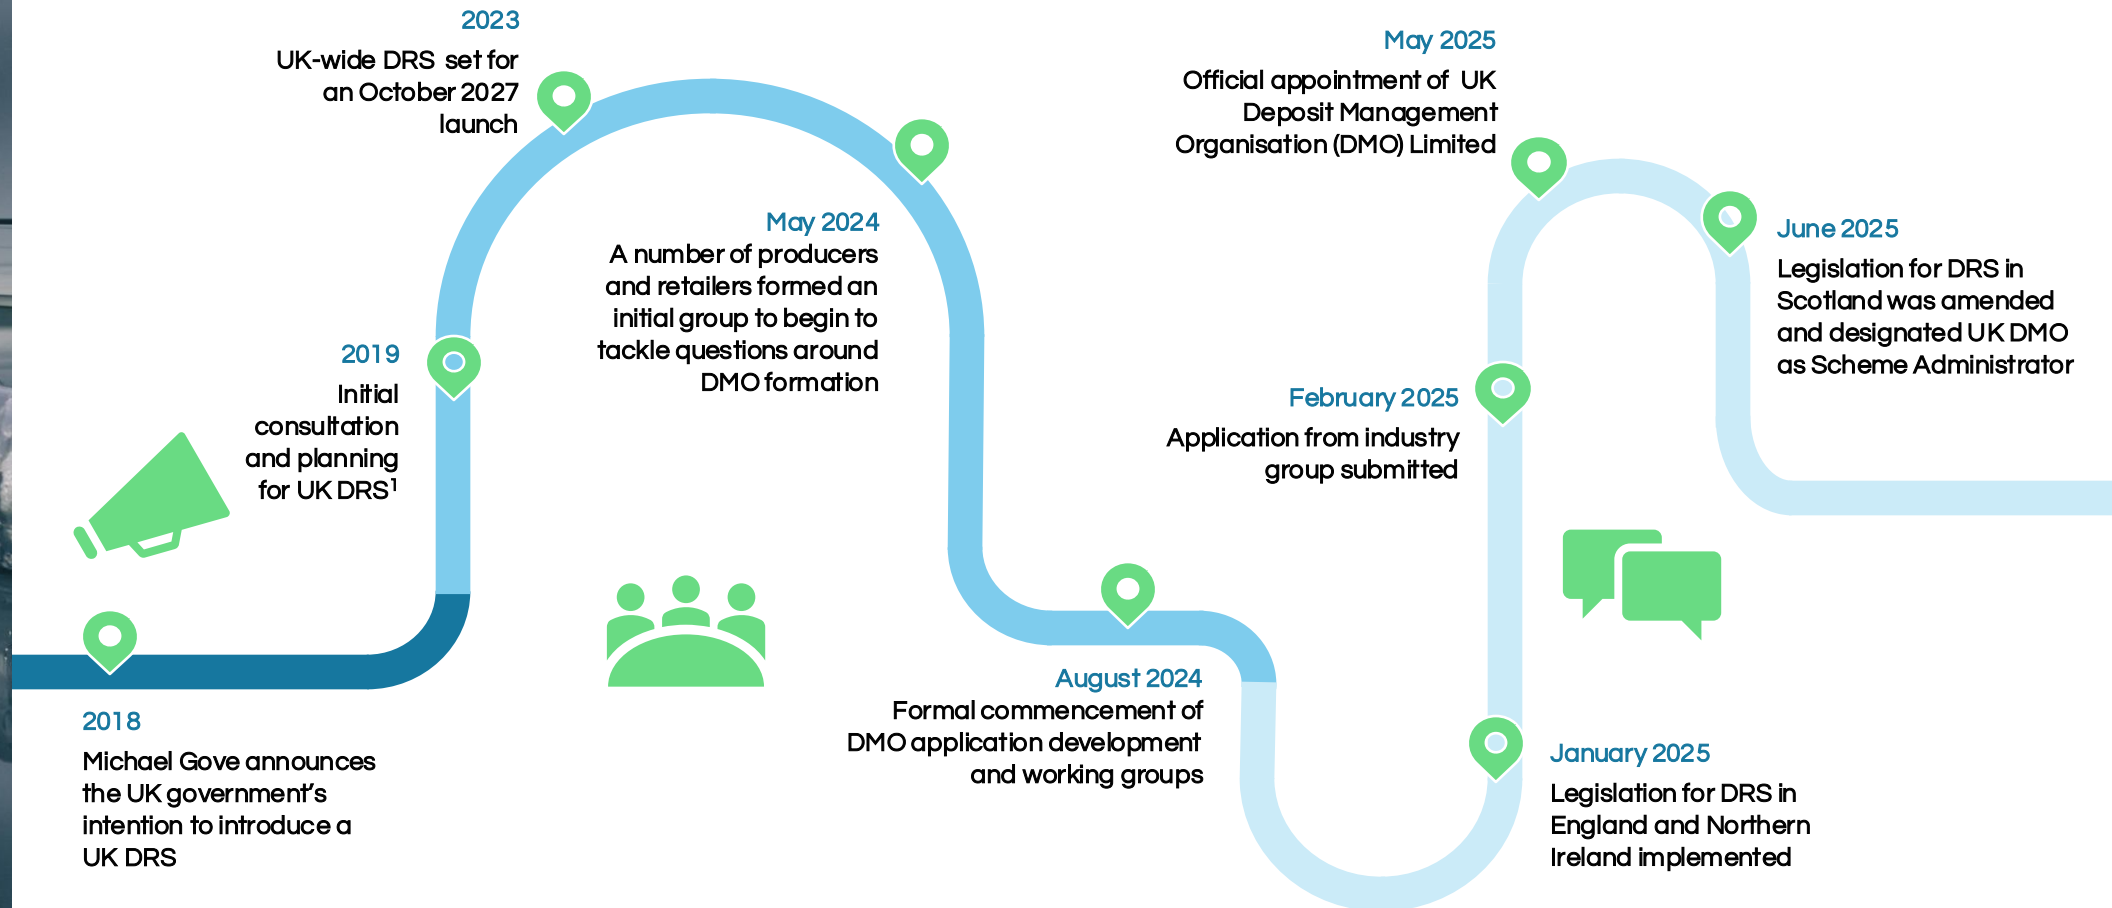 2018
Michael Gove announces
the UK government’s
intention to introduce a
UK DRS
2019
Initial
consultation
and planning
for UK DRS¹
2023
UK-wide DRS set for
an October 2027
launch
May 2024
A number of producers
and retailers formed an
initial group to begin to
tackle questions around
DMO formation
August 2024
Formal commencement of
DMO application development
and working groups
January 2025
Legislation for DRS in
England and Northern
Ireland implemented
February 2025
Application from industry
group submitted
May 2025
Official appointment of UK
Deposit Management
Organisation (DMO) Limited
June 2025
Legislation for DRS in
Scotland was amended
and designated UK DMO
as Scheme Administrator